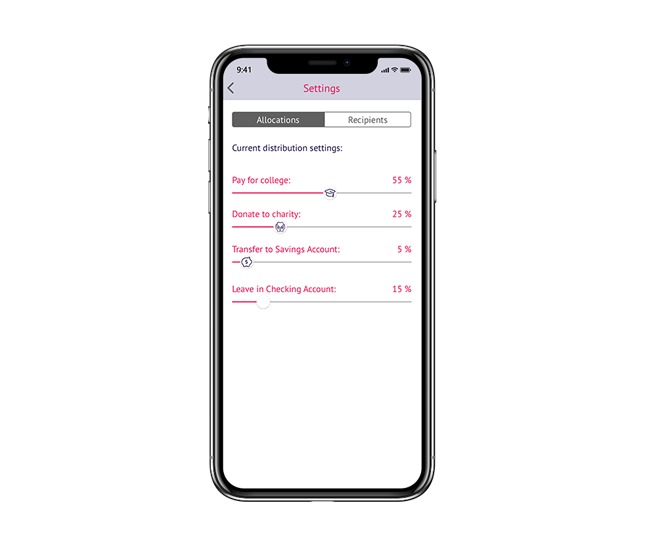 9:41
Settings
Allocations Recipients
Current distribution settings:
Pay for college: 55 %
Donate to charity: 25 %
Transfer to Savings Account: 5 %
$
Leave in Checking Account: 15 %